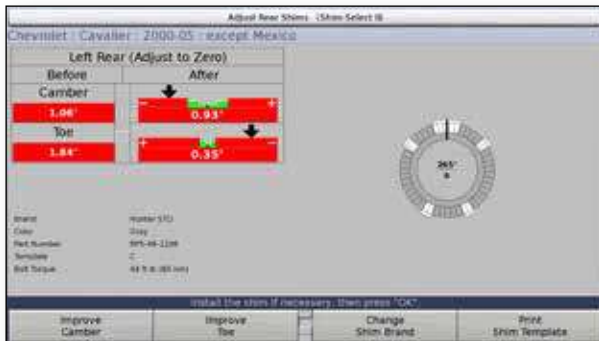 Adjust Rear Shims (Shim Select II)
Chevrolet : Cavalier : 2000-05 : except Mexico
Left Rear (Adjust to Zero)
Before After
Camber
1.06° - + 0.93°
Toe
1.84° + - 0.35°
Brand
Color Gray
Part Number
Template C
Bolt Torque
Install the shim if necessary, then press "OK".
Improve Camber
Improve Toe
Change Shim Brand
Print Shim Template